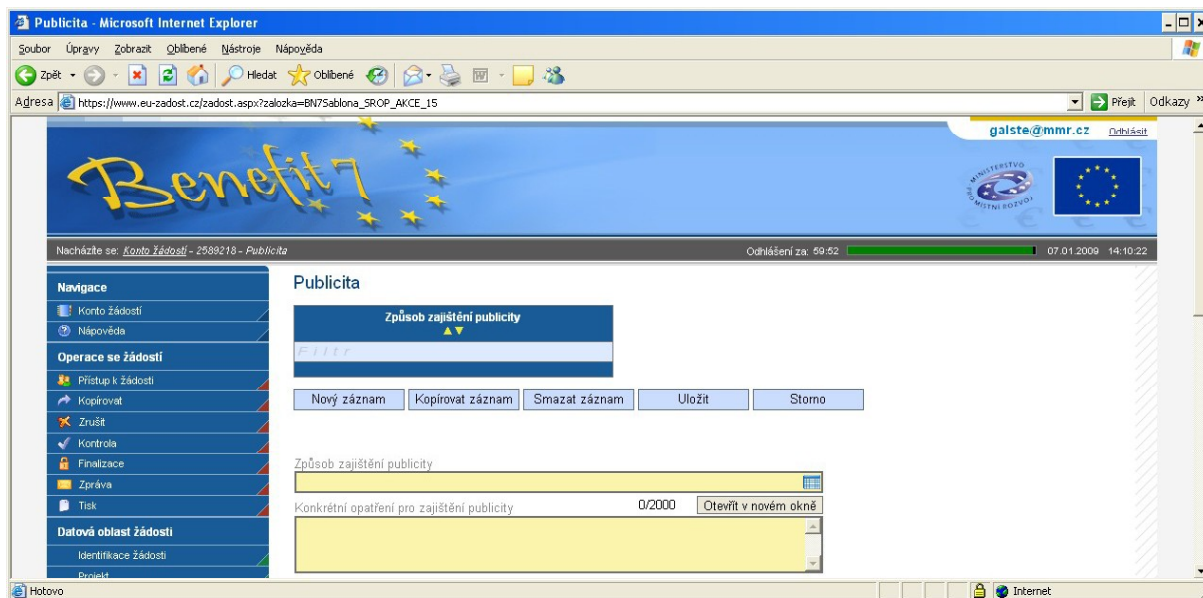 Publicita - Microsoft Internet Explorer
Soubor Úpravy Zobrazit Oblíbené Nástroje Nápověda
Zpět Hledat Oblíbené
Adresa https://www.eu-zadost.cz/zadost.aspx?zalozka=BN7Sablona_SROP_AKCE_15 Přejít Odkazy »
galste@mmr.cz Odhlásit
Benefit7
MINISTERSTVO
PRO MÍSTNÍ ROZVOJ
Nacházíte se: Konto žádostí - 2589218 - Publicita Odhlášení za: 59:52 07.01.2009 14:10:22
Navigace
Konto žádostí
Nápověda
Operace se žádostí
Přístup k žádosti
Kopírovat
Zrušit
Kontrola
Finalizace
Zpráva
Tisk
Datová oblast žádosti
Identifikace žádosti
Projekt
Publicita
Způsob zajištění publicity
Filtr
Nový záznam Kopírovat záznam Smazat záznam Uložit Storno
Způsob zajištění publicity
Konkrétní opatření pro zajištění publicity 0/2000 Otevřít v novém okně
Hotovo Internet